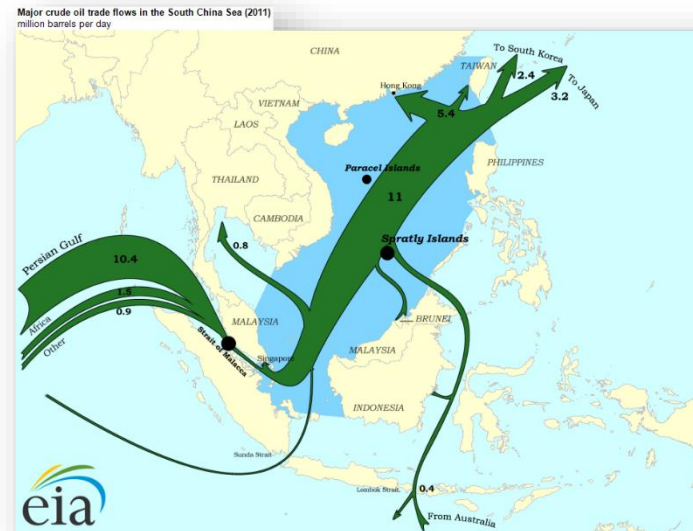 Major crude oil trade flows in the South China Sea (2011)
million barrels per day
CHINA
To South Korea
2.4
To Japan
3.2
TAIWAN
Hong Kong
5.4
VIETNAM
LAOS
Paracel Islands
PHILIPPINES
THAILAND
11
CAMBODIA
Spratly Islands
0.8
Persian Gulf
10.4
1.5
Africa
0.9
Other
MALAYSIA
BRUNEI
Strait of Malacca
Singapore
MALAYSIA
INDONESIA
Sunda Strait
Lombok Strait
0.4
From Australia
eia